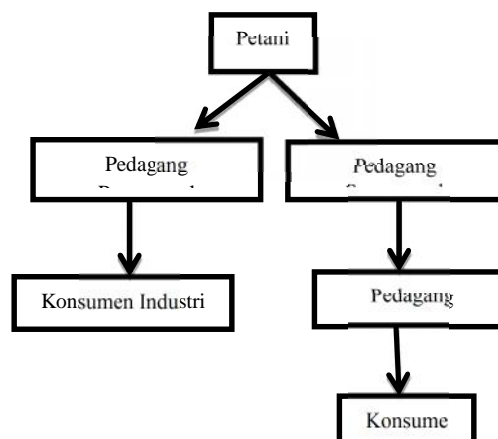 Petani
Pedagang
Pedagang
Konsumen Industri
Pedagang
Konsume